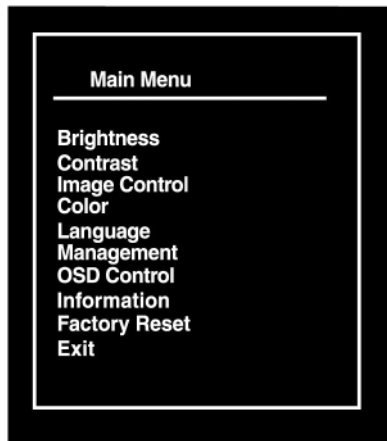 Main Menu
Brightness
Contrast
Image Control
Color
Language
Management
OSD Control
Information
Factory Reset
Exit